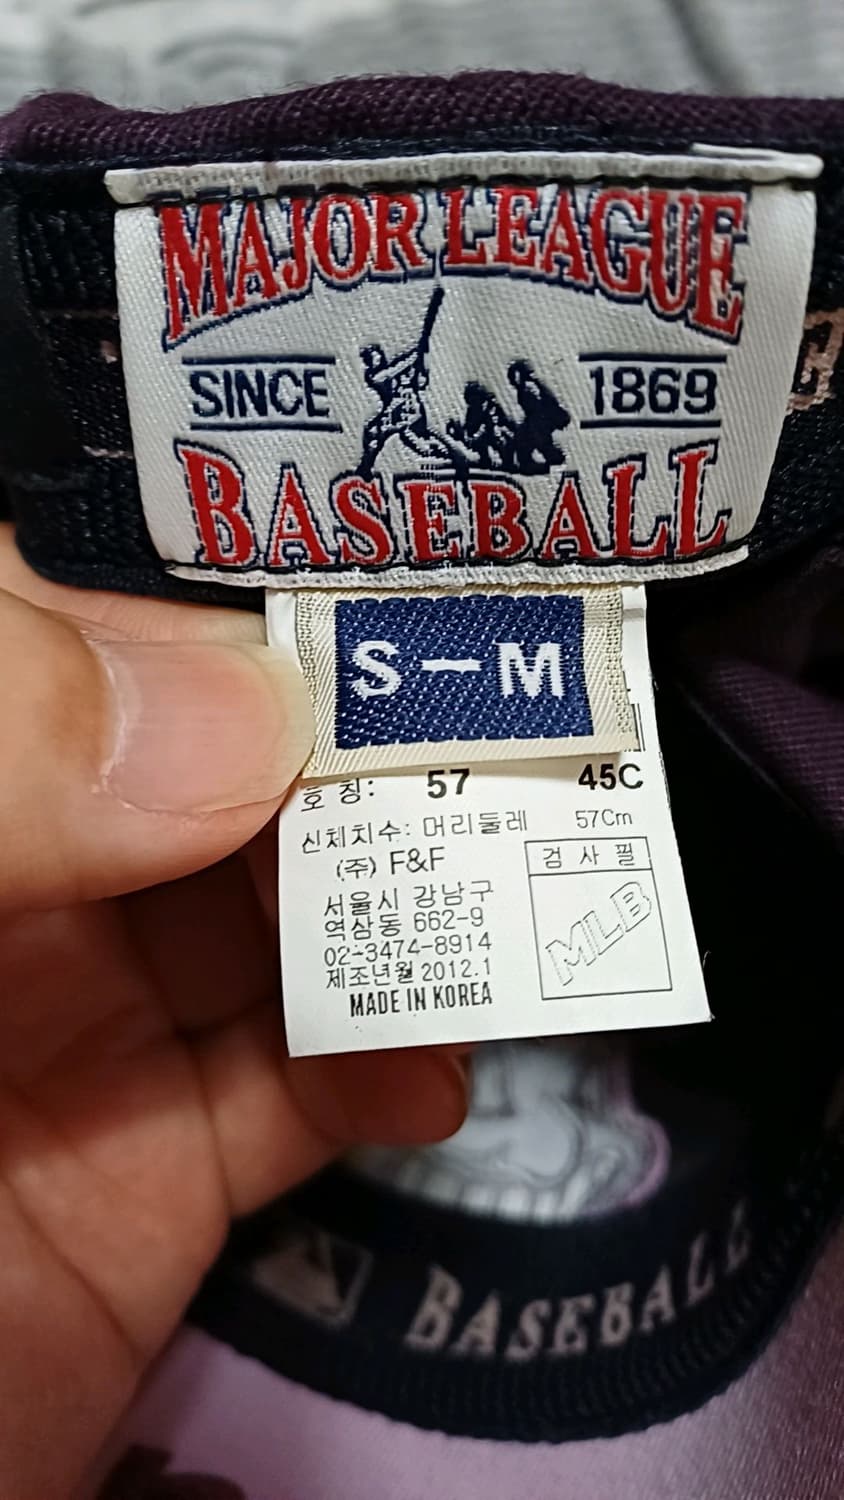 MAJOR LEAGUE
SINCE 1869
BASEBALL
S-M
호 칭: 57 45C
신체치수: 머리둘레 57Cm
(주) F&F
검 사 필
서울시 강남구
역삼동 662-9
MLB
02-3474-8914
제조년월 2012.1
MADE IN KOREA
BASEBALL